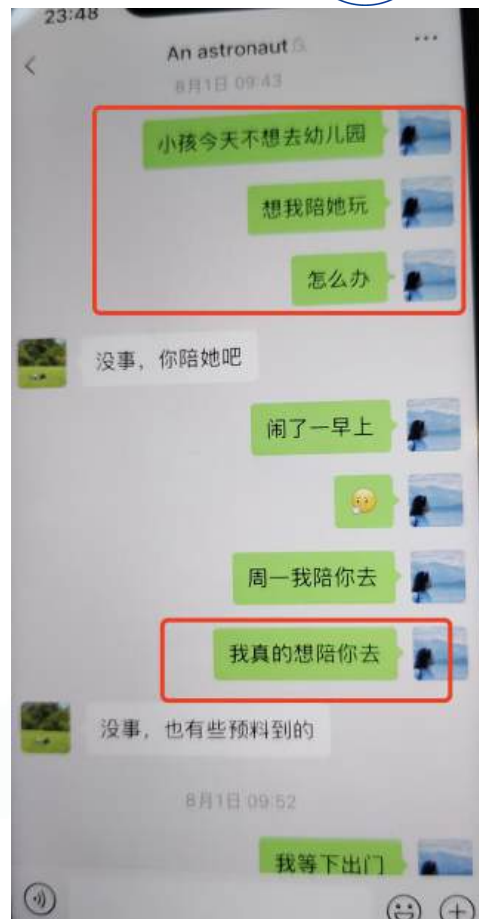 23:48
An astronaut
8月1日 09:43
小孩今天不想去幼儿园
想我陪她玩
怎么办
没事，你陪她吧
闹了一早上
周一我陪你去
我真的想陪你去
没事，也有些预料到的
8月1日 09:52
我等下出门